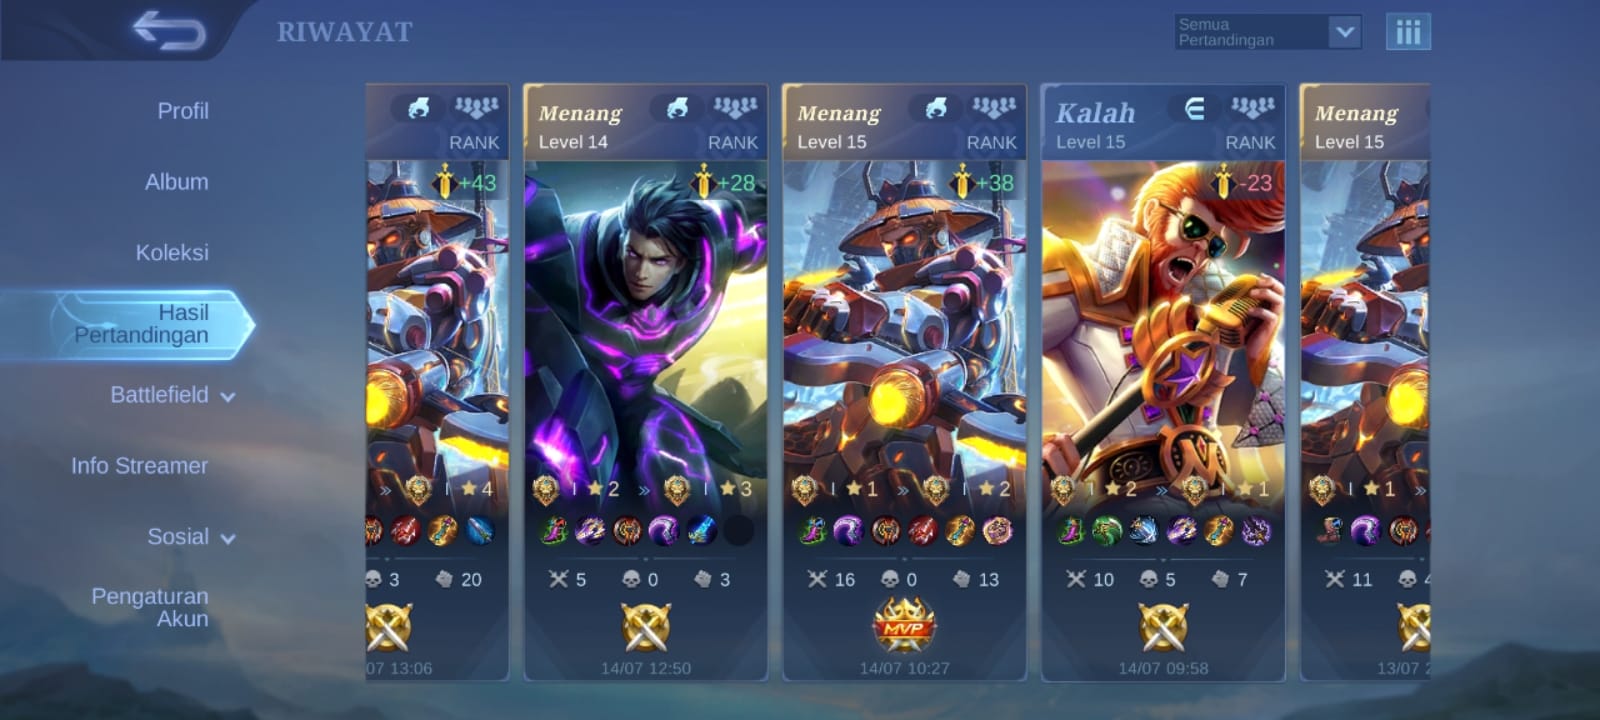 RIWAYAT
Semua
Pertandingan
Profil
Album
Koleksi
Hasil
Pertandingan
Battlefield
Info Streamer
Sosial
Pengaturan
Akun
RANK
+43
I 4
3 20
07 13:06
Menang
Level 14
RANK
+28
I 2 » I 3
5 0 3
14/07 12:50
Menang
Level 15
RANK
+38
I 1 » I 2
16 0 13
MVP
14/07 10:27
Kalah
Level 15
RANK
-23
I 2 » I 1
10 5 7
14/07 09:58
Menang
Level 15
I 1 »
11
13/07